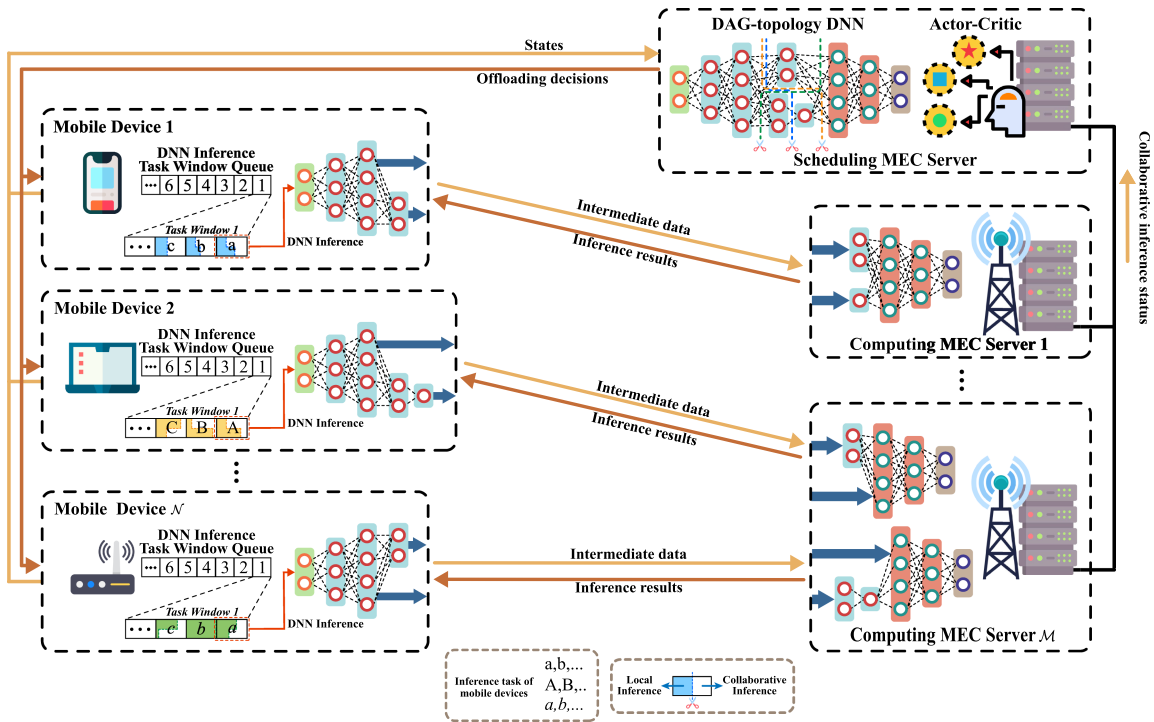 DAG-topology DNN
Actor-Critic
States
Offloading decisions
Scheduling MEC Server
Mobile Device 1
DNN Inference
Task Window Queue
··· 6 5 4 3 2 1
Task Window 1
··· c b a
DNN Inference
Intermediate data
Inference results
Computing MEC Server 1
Collaborative inference status
Mobile Device 2
DNN Inference
Task Window Queue
··· 6 5 4 3 2 1
Task Window 1
··· C B A
DNN Inference
Intermediate data
Inference results
Mobile Device 𝒩
DNN Inference
Task Window Queue
··· 6 5 4 3 2 1
Task Window 1
··· c b a
DNN Inference
Intermediate data
Inference results
Computing MEC Server ℳ
Inference task of
mobile devices
a,b,...
A,B,..
a,b,...
Local
Inference
Collaborative
Inference